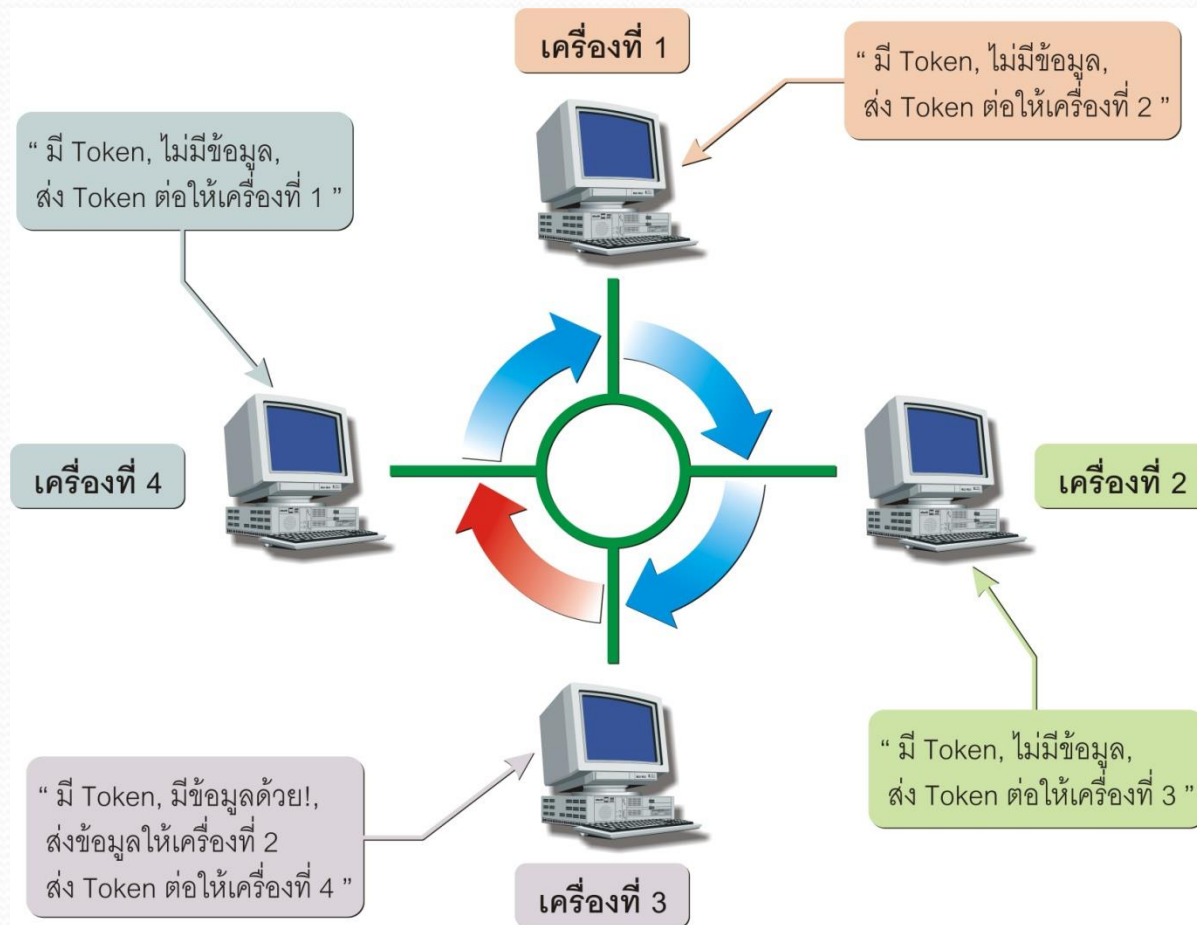 เครื่องที่ 1
“ มี Token, ไม่มีข้อมูล,
ส่ง Token ต่อให้เครื่องที่ 2 ”
“ มี Token, ไม่มีข้อมูล,
ส่ง Token ต่อให้เครื่องที่ 1 ”
เครื่องที่ 4
เครื่องที่ 2
“ มี Token, ไม่มีข้อมูล,
ส่ง Token ต่อให้เครื่องที่ 3 ”
“ มี Token, มีข้อมูลด้วย!,
ส่งข้อมูลให้เครื่องที่ 2
ส่ง Token ต่อให้เครื่องที่ 4 ”
เครื่องที่ 3